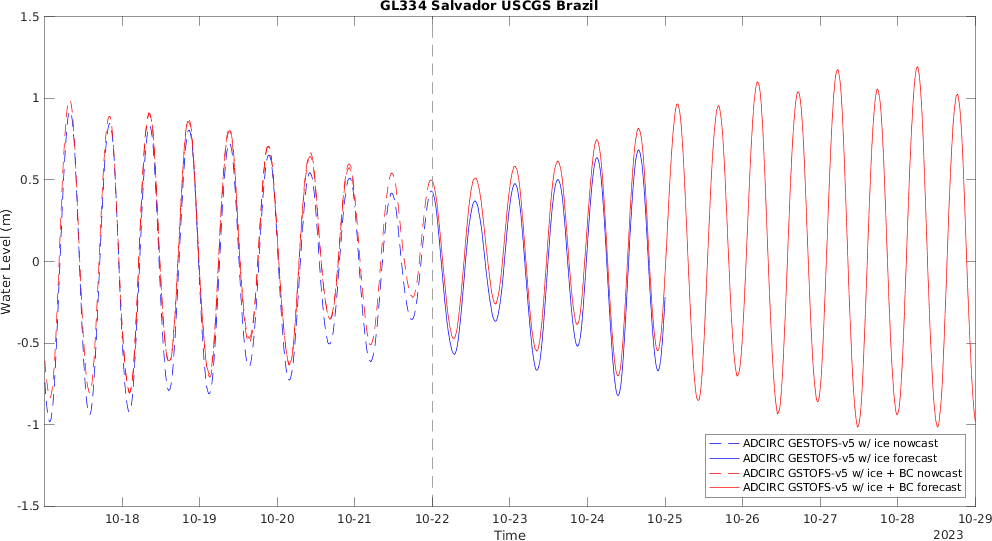 GL334 Salvador USCGS Brazil
1.5
1
0.5
0
-0.5
-1
-1.5
Water Level (m)
ADCIRC GESTOFS-v5 w/ ice nowcast
ADCIRC GESTOFS-v5 w/ ice forecast
ADCIRC GSTOFS-v5 w/ ice + BC nowcast
ADCIRC GSTOFS-v5 w/ ice + BC forecast
10-18 10-19 10-20 10-21 10-22 10-23 10-24 10-25 10-26 10-27 10-28 10-29
Time
2023